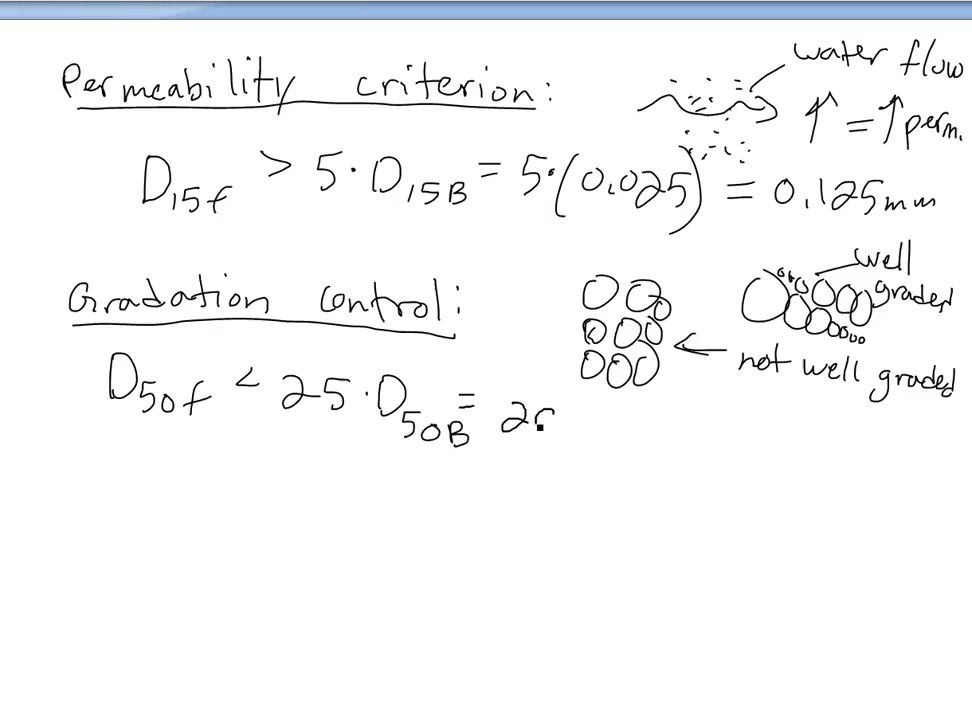 Permeability criterion:
water flow
↑ = ↑ perm.
D15f > 5·D15B = 5·(0.025) = 0.125mm
Gradation control:
well graded
not well graded
D50f < 25·D50B = 2